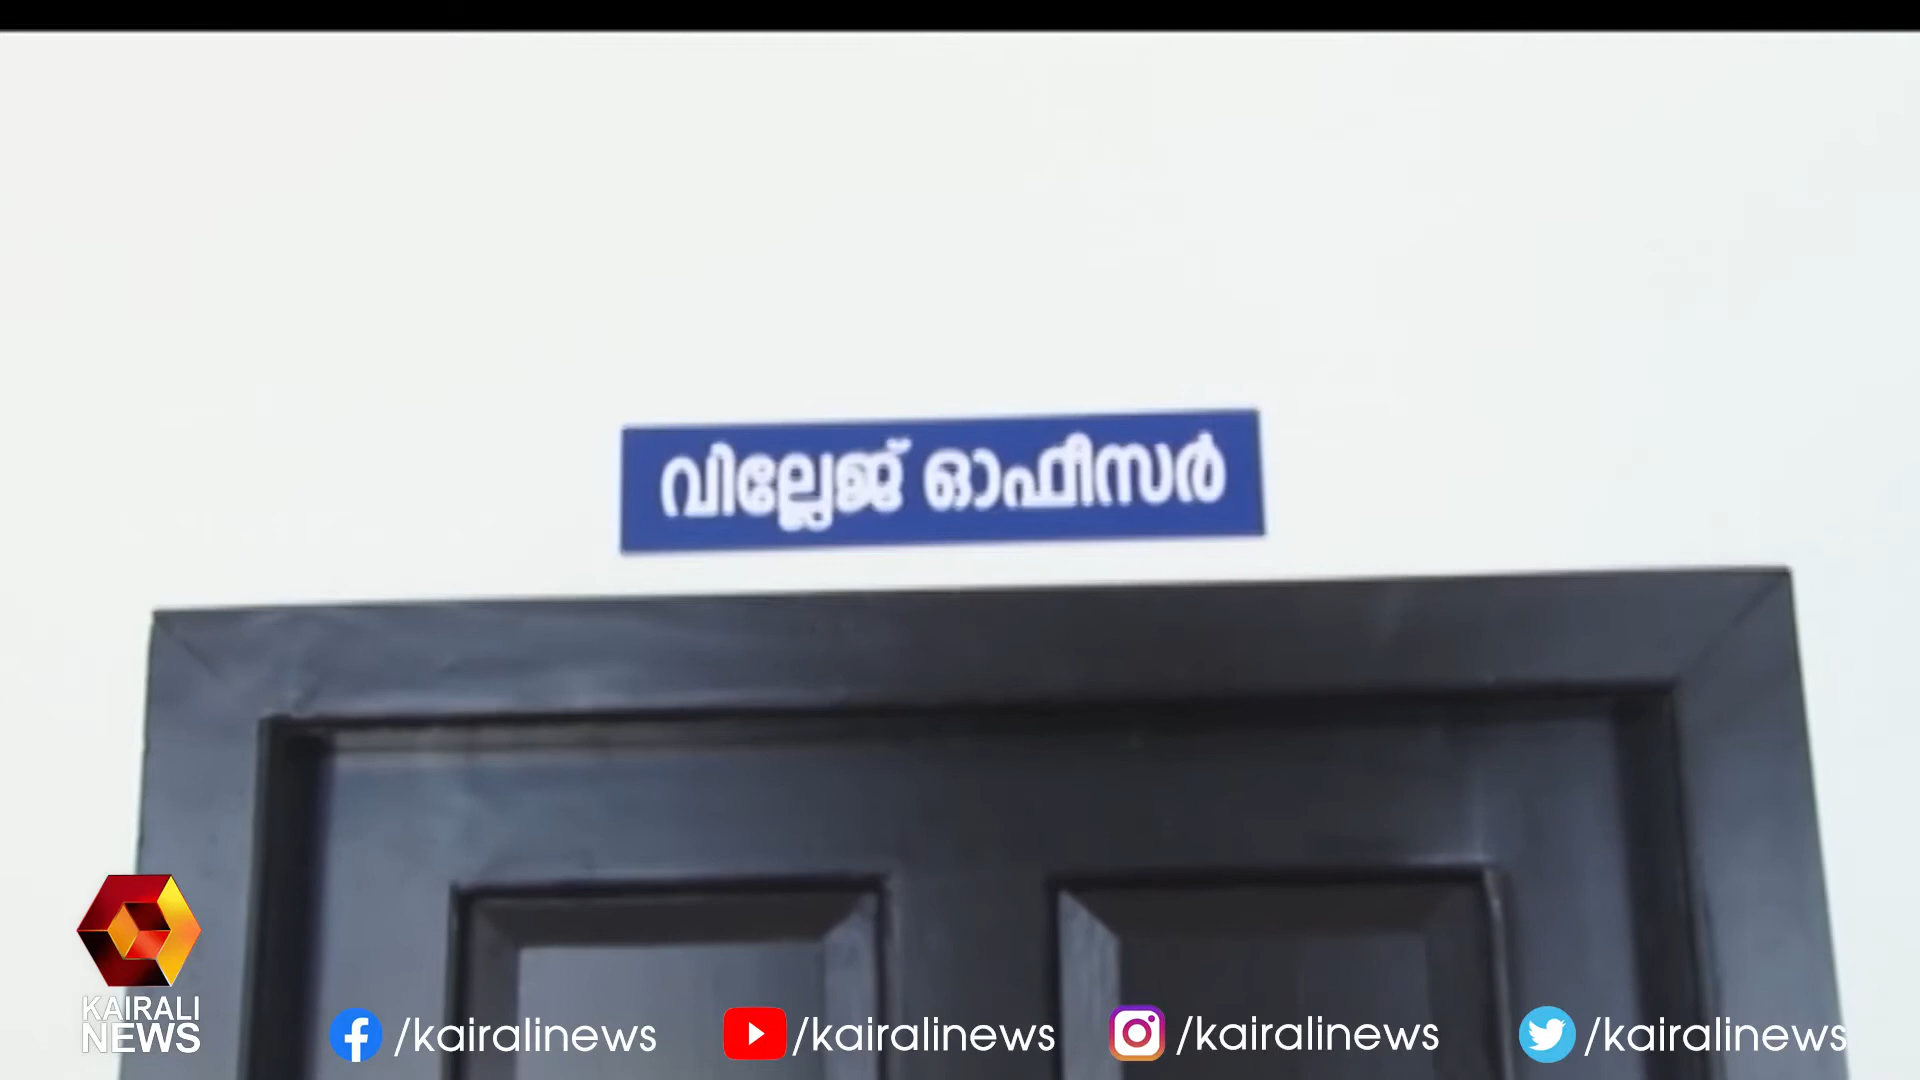 വില്ലേജ് ഓഫീസർ
KAIRALI
NEWS
/kairalinews
/kairalinews
/kairalinews
/kairalinews